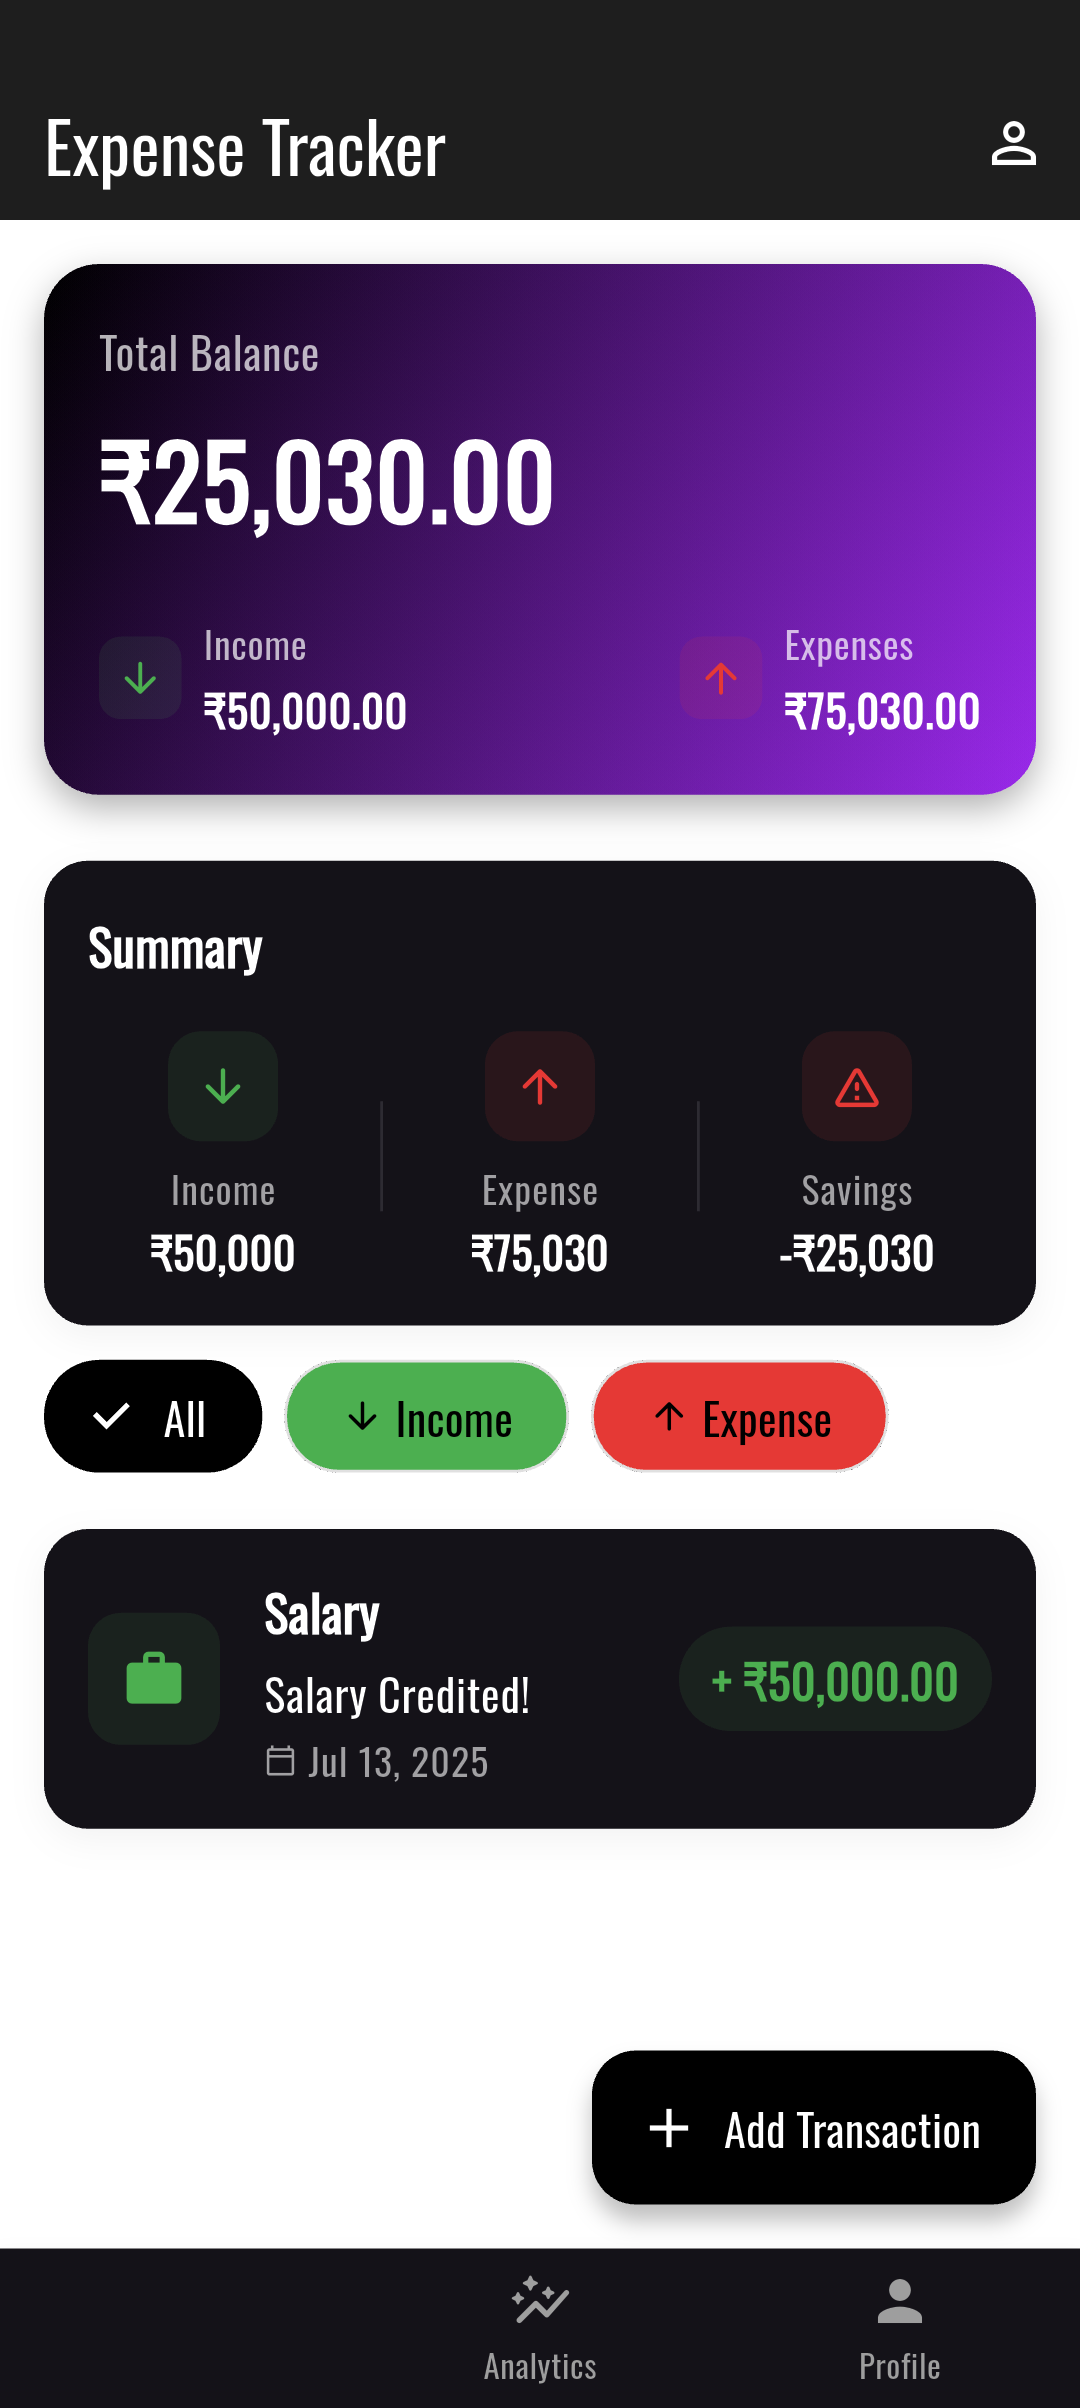 Expense Tracker
Total Balance
₹25,030.00
Income
₹50,000.00
Expenses
₹75,030.00
Summary
Income
₹50,000
Expense
₹75,030
Savings
-₹25,030
All
Income
Expense
Salary
Salary Credited!
Jul 13, 2025
+ ₹50,000.00
Add Transaction
Analytics
Profile